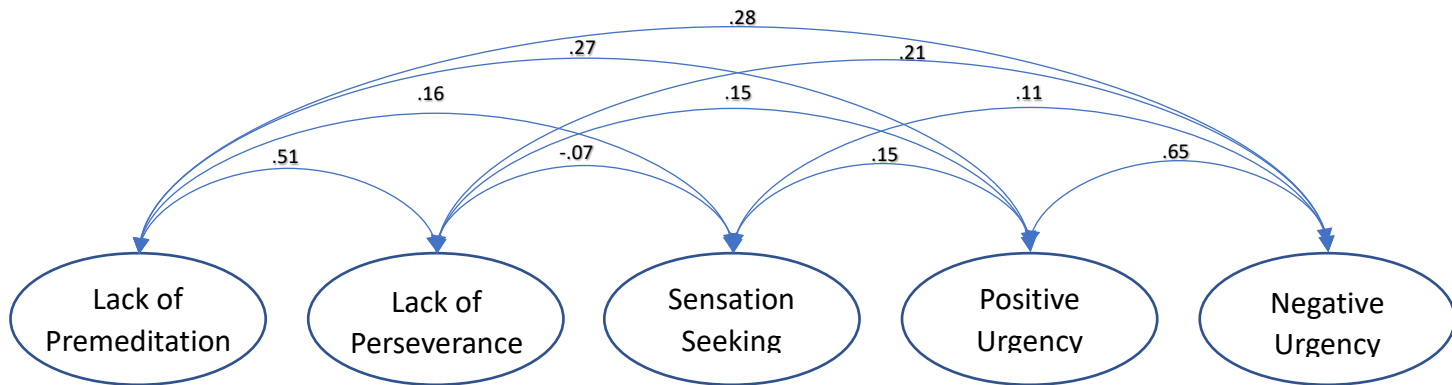 .28
.27
.21
.16
.15
.11
.51
-.07
.15
.65
Lack of
Premeditation
Lack of
Perseverance
Sensation
Seeking
Positive
Urgency
Negative
Urgency